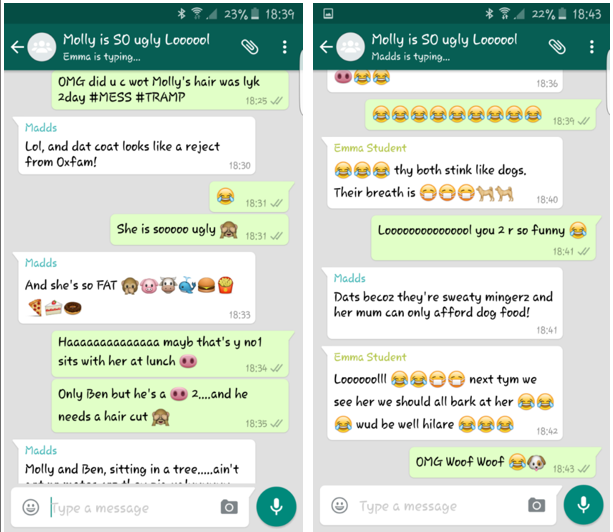 23% 18:39
Molly is SO ugly Looool
Emma is typing...
OMG did u c wot Molly's hair was lyk
2day #MESS #TRAMP
18:25
Madds
Lol, and dat coat looks like a reject
from Oxfam!
18:30
😂
18:31
She is sooooo ugly 🙈
18:31
Madds
And she's so FAT 🙊🐷🐮🐳🍔🍟
🍕🍰🍩
18:33
Haaaaaaaaaaaaaa mayb that's y no1
sits with her at lunch 🐽
18:34
Only Ben but he's a 🐽 2....and he
needs a hair cut 🙈
18:35
Madds
Molly and Ben, sitting in a tree.....ain't
Type a message
22% 18:43
Molly is SO ugly Looool
Madds is typing...
🐽😂😂
18:36
😂😂😂😂😂😂😂😂😂
18:39
Emma Student
😂😂😂 thy both stink like dogs.
Their breath is 😷😷😷🐕🐕
18:40
Looooooooooooool you 2 r so funny 😂
18:41
Madds
Dats becoz they're sweaty mingerz and
her mum can only afford dog food!
18:41
Emma Student
Loooooolll 😂😂😷😷 next tym we
see her we should all bark at her 😂😂
😂 wud be well hilare 😂😂😂
18:42
OMG Woof Woof 😂🐶
18:43
Type a message